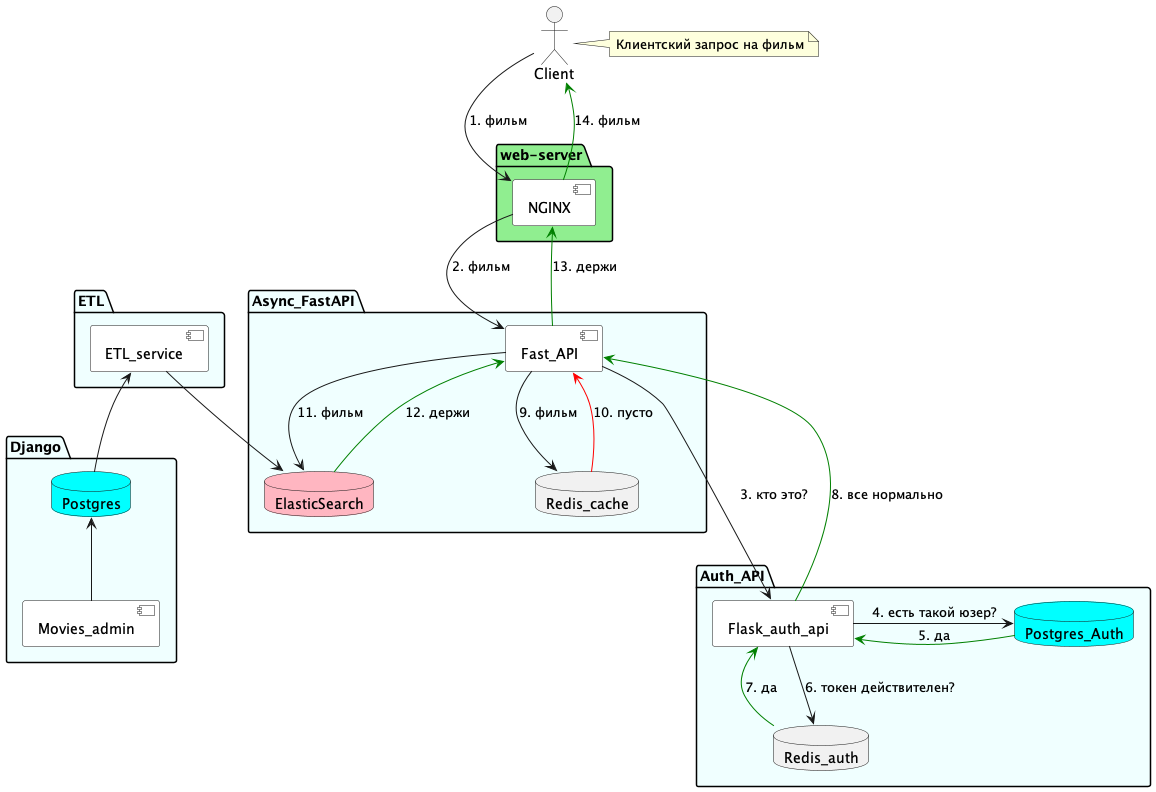 Клиентский запрос на фильм
Client
1. фильм
14. фильм
web-server
NGINX
2. фильм
13. держи
ETL
ETL_service
Async_FastAPI
Fast_API
11. фильм
12. держи
9. фильм
10. пусто
Django
Postgres
ElasticSearch
Redis_cache
3. кто это?
8. все нормально
Movies_admin
Auth_API
Flask_auth_api
4. есть такой юзер?
5. да
Postgres_Auth
7. да
6. токен действителен?
Redis_auth